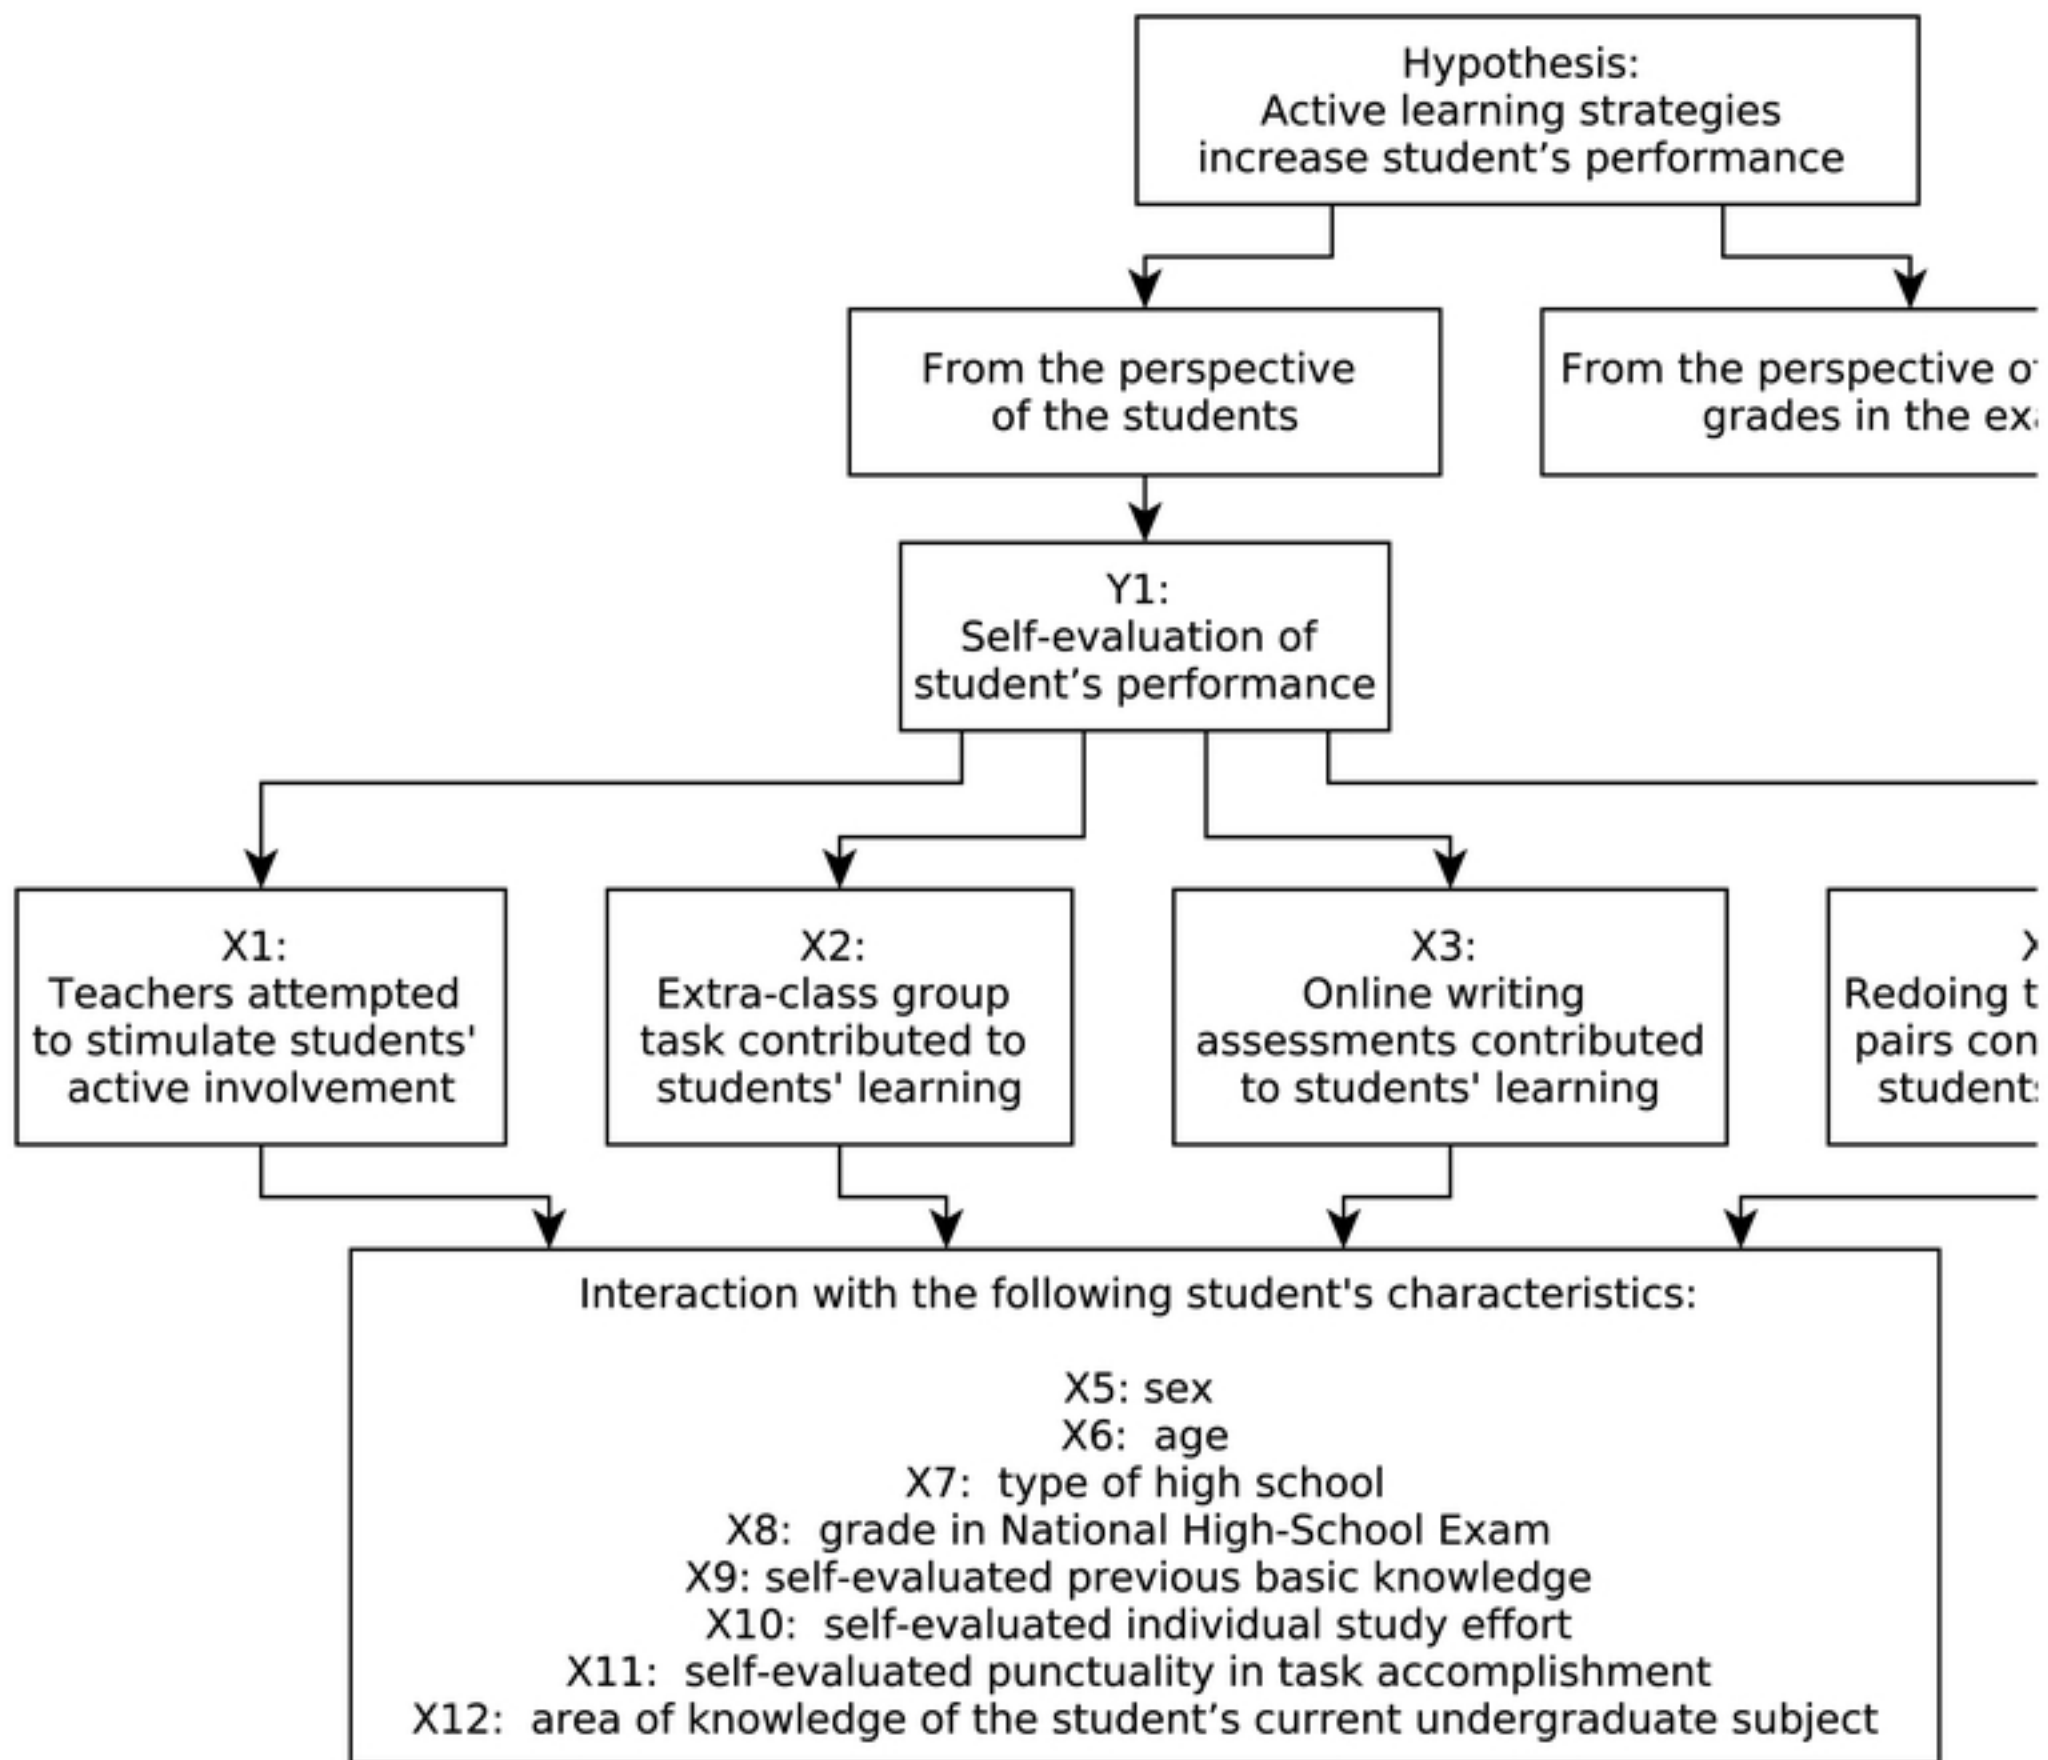 Hypothesis:
Active learning strategies
increase student’s performance
From the perspective
of the students
From the perspective
grades in the
Y1:
Self-evaluation of
student’s performance
X1:
Teachers attempted
to stimulate students'
active involvement
X2:
Extra-class group
task contributed to
students' learning
X3:
Online writing
assessments contributed
to students' learning
Redoing
pairs
Interaction with the following student's characteristics:
X5: sex
X6: age
X7: type of high school
X8: grade in National High-School Exam
X9: self-evaluated previous basic knowledge
X10: self-evaluated individual study effort
X11: self-evaluated punctuality in task accomplishment
X12: area of knowledge of the student’s current undergraduate subject